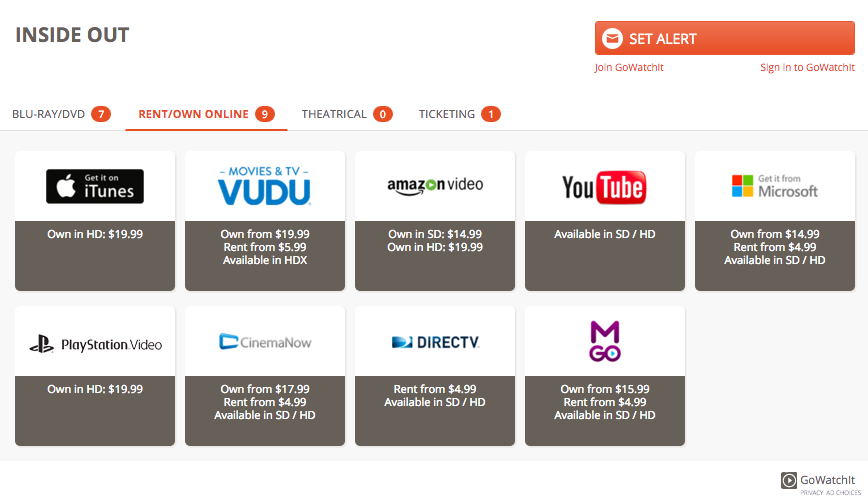 INSIDE OUT
SET ALERT
Join GoWatchIt
Sign in to GoWatchIt
BLU-RAY/DVD 7
RENT/OWN ONLINE 9
THEATRICAL 0
TICKETING 1
Get it on
iTunes
Own in HD: $19.99
– MOVIES & TV –
VUDU
Own from $19.99
Rent from $5.99
Available in HDX
amazon video
Own in SD: $14.99
Own in HD: $19.99
YouTube
Available in SD / HD
Get it from
Microsoft
Own from $14.99
Rent from $4.99
Available in SD / HD
PlayStation.Video
Own in HD: $19.99
CinemaNow
Own from $17.99
Rent from $4.99
Available in SD / HD
DIRECTV
Rent from $4.99
Available in SD / HD
M
GO
Own from $15.99
Rent from $4.99
Available in SD / HD
GoWatchIt
PRIVACY AD CHOICES